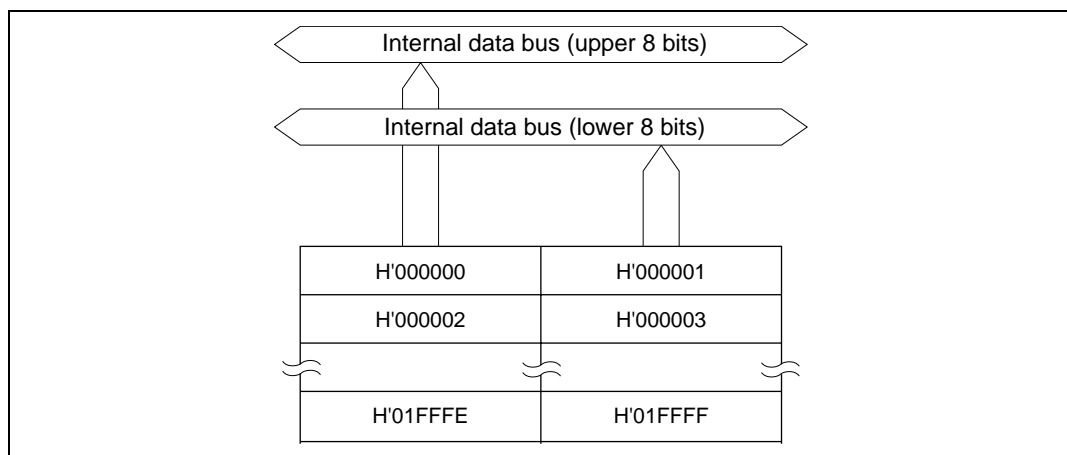 Internal data bus (upper 8 bits)
Internal data bus (lower 8 bits)
H'000000 H'000001
H'000002 H'000003
H'01FFFE H'01FFFF